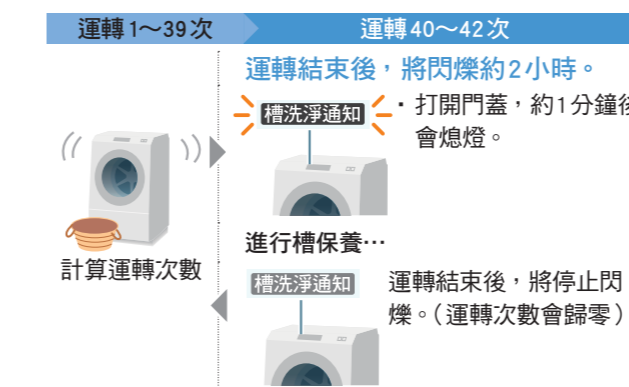 運轉1～39次
運轉40～42次
運轉結束後，將閃爍約2小時。
槽洗淨通知
・打開門蓋，約1分鐘後
會熄燈。
計算運轉次數
進行槽保養…
槽洗淨通知
運轉結束後，將停止閃
爍。（運轉次數會歸零）